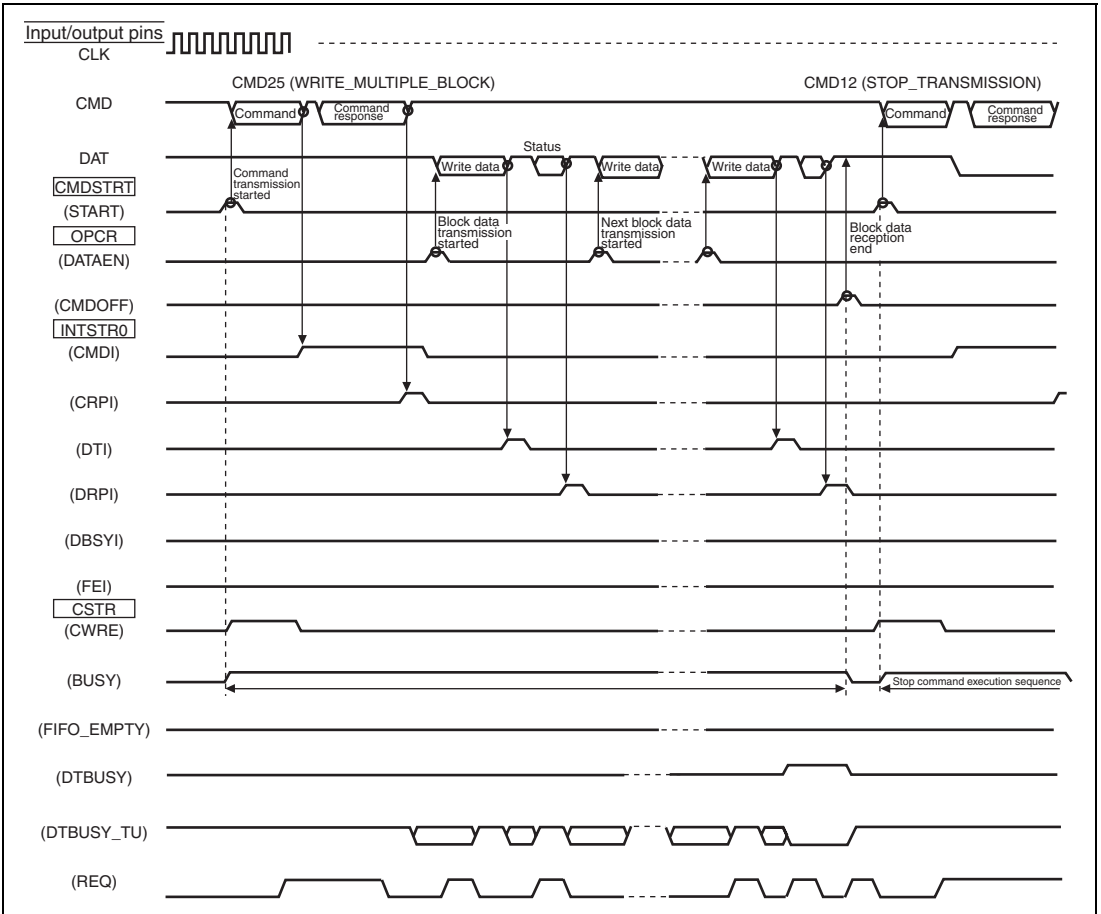 Input/output pins
CLK
CMD25 (WRITE_MULTIPLE_BLOCK)
CMD12 (STOP_TRANSMISSION)
CMD
Command
Command
response
Command
Command
response
Status
DAT
Write data
Write data
Write data
CMDSTRT
Command
transmission
started
(START)
OPCR
Block data
transmission
started
Next block data
transmission
started
Block data
reception
end
(DATAEN)
(CMDOFF)
INTSTR0
(CMDI)
(CRPI)
(DTI)
(DRPI)
(DBSYI)
(FEI)
CSTR
(CWRE)
(BUSY)
Stop command execution sequence
(FIFO_EMPTY)
(DTBUSY)
(DTBUSY_TU)
(REQ)